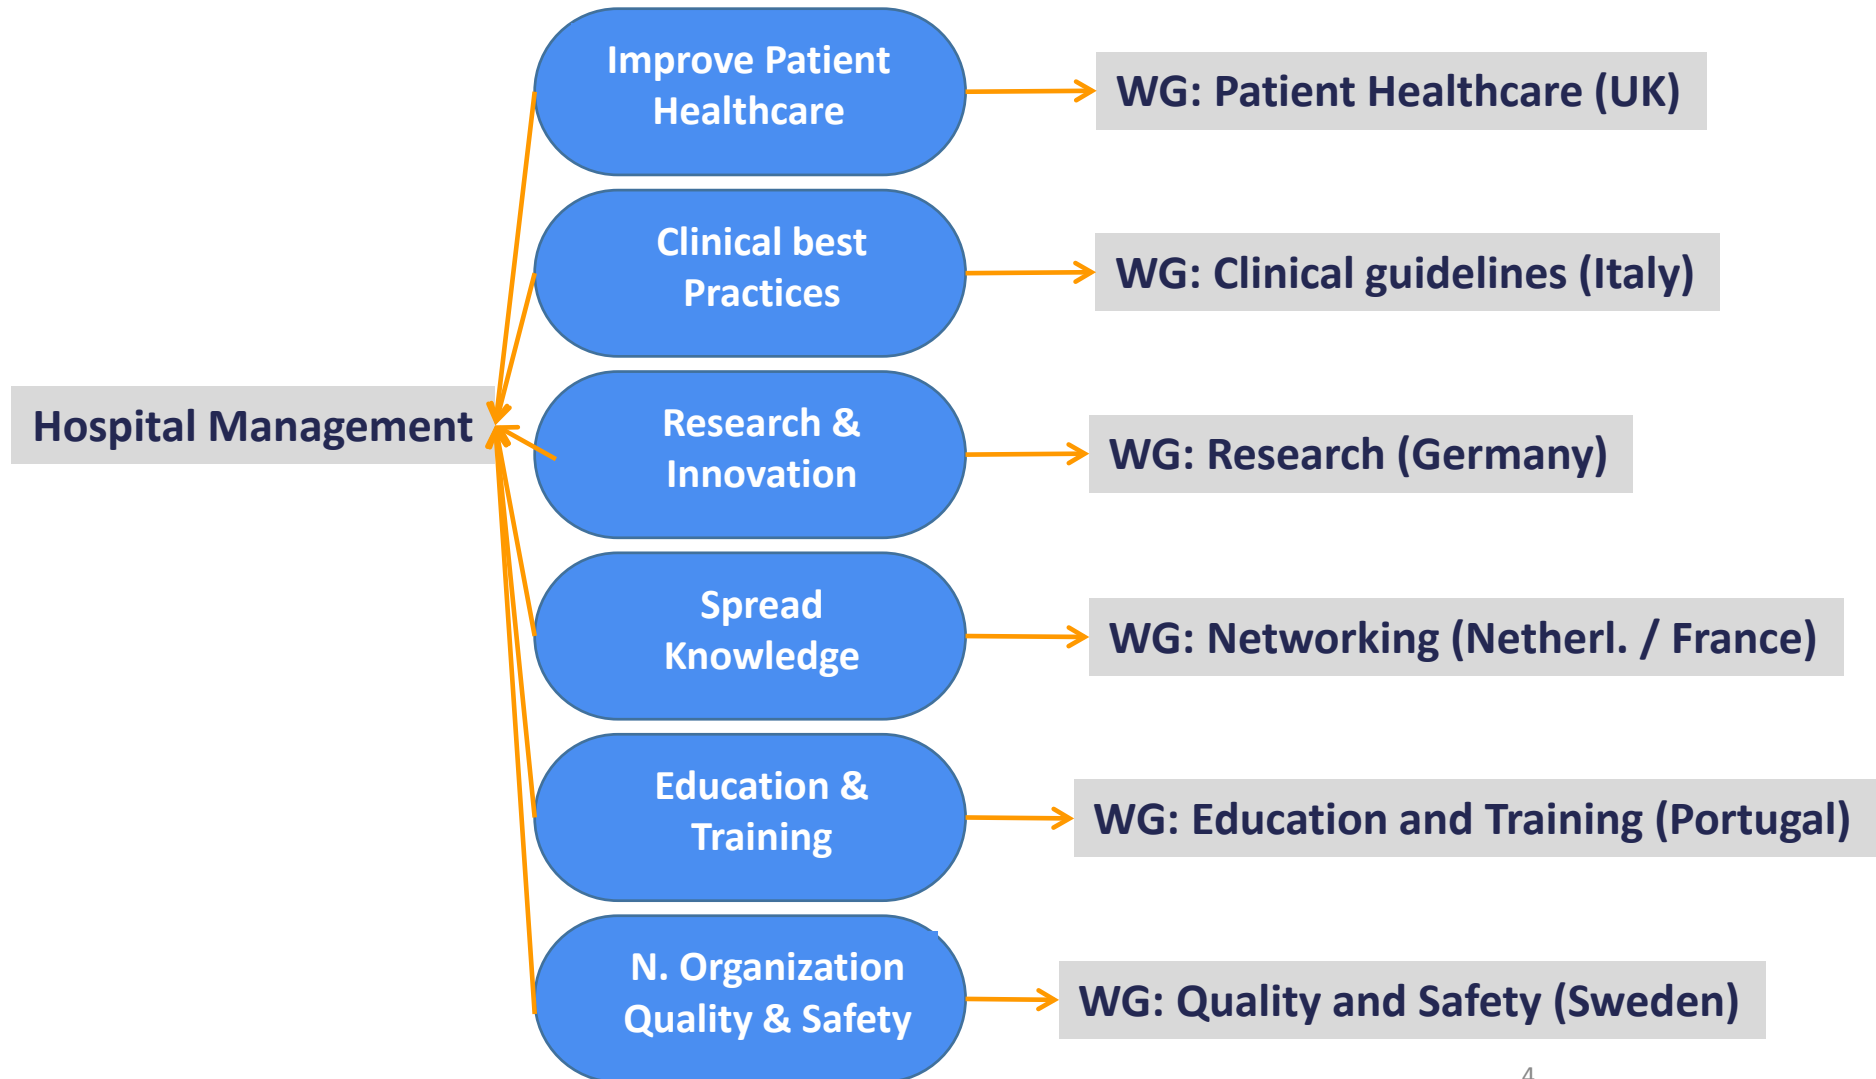 Improve Patient
Healthcare
WG: Patient Healthcare (UK)
Clinical best
Practices
WG: Clinical guidelines (Italy)
Hospital Management
Research &
Innovation
WG: Research (Germany)
Spread
Knowledge
WG: Networking (Netherl. / France)
Education &
Training
WG: Education and Training (Portugal)
N. Organization
Quality & Safety
WG: Quality and Safety (Sweden)
4